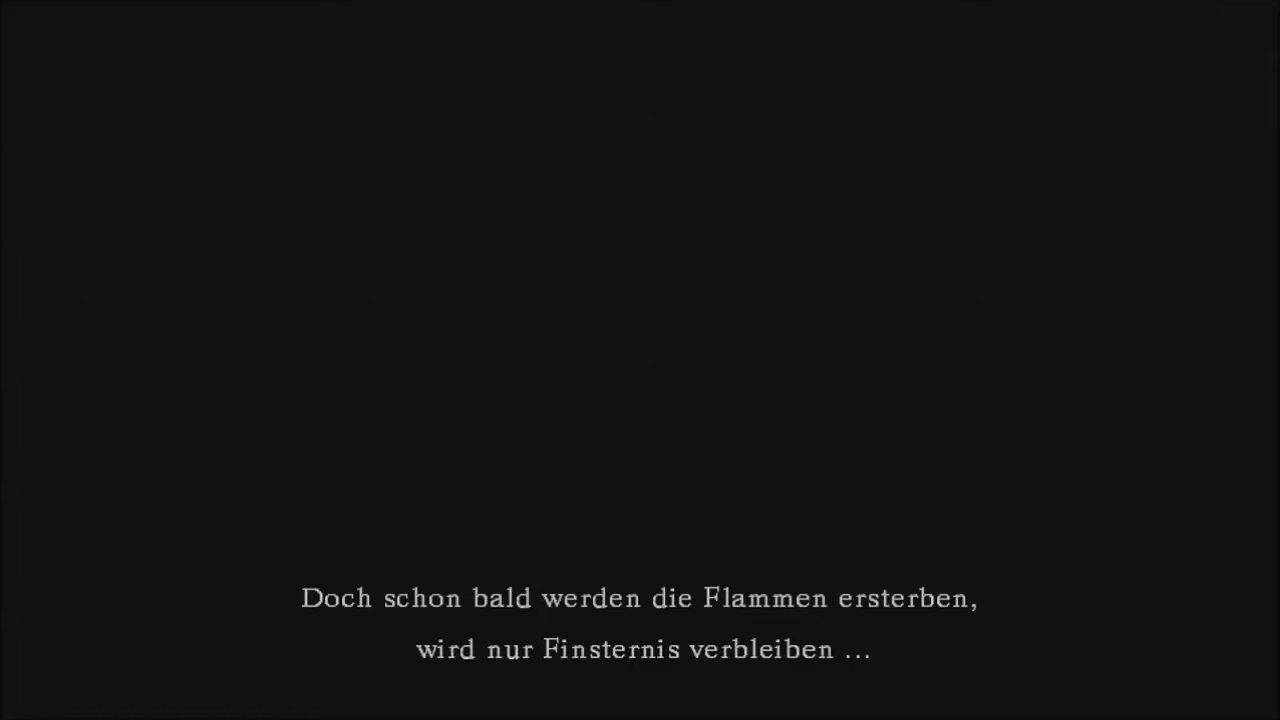 Doch schon bald werden die Flammen ersterben,
wird nur Finsternis verbleiben ...